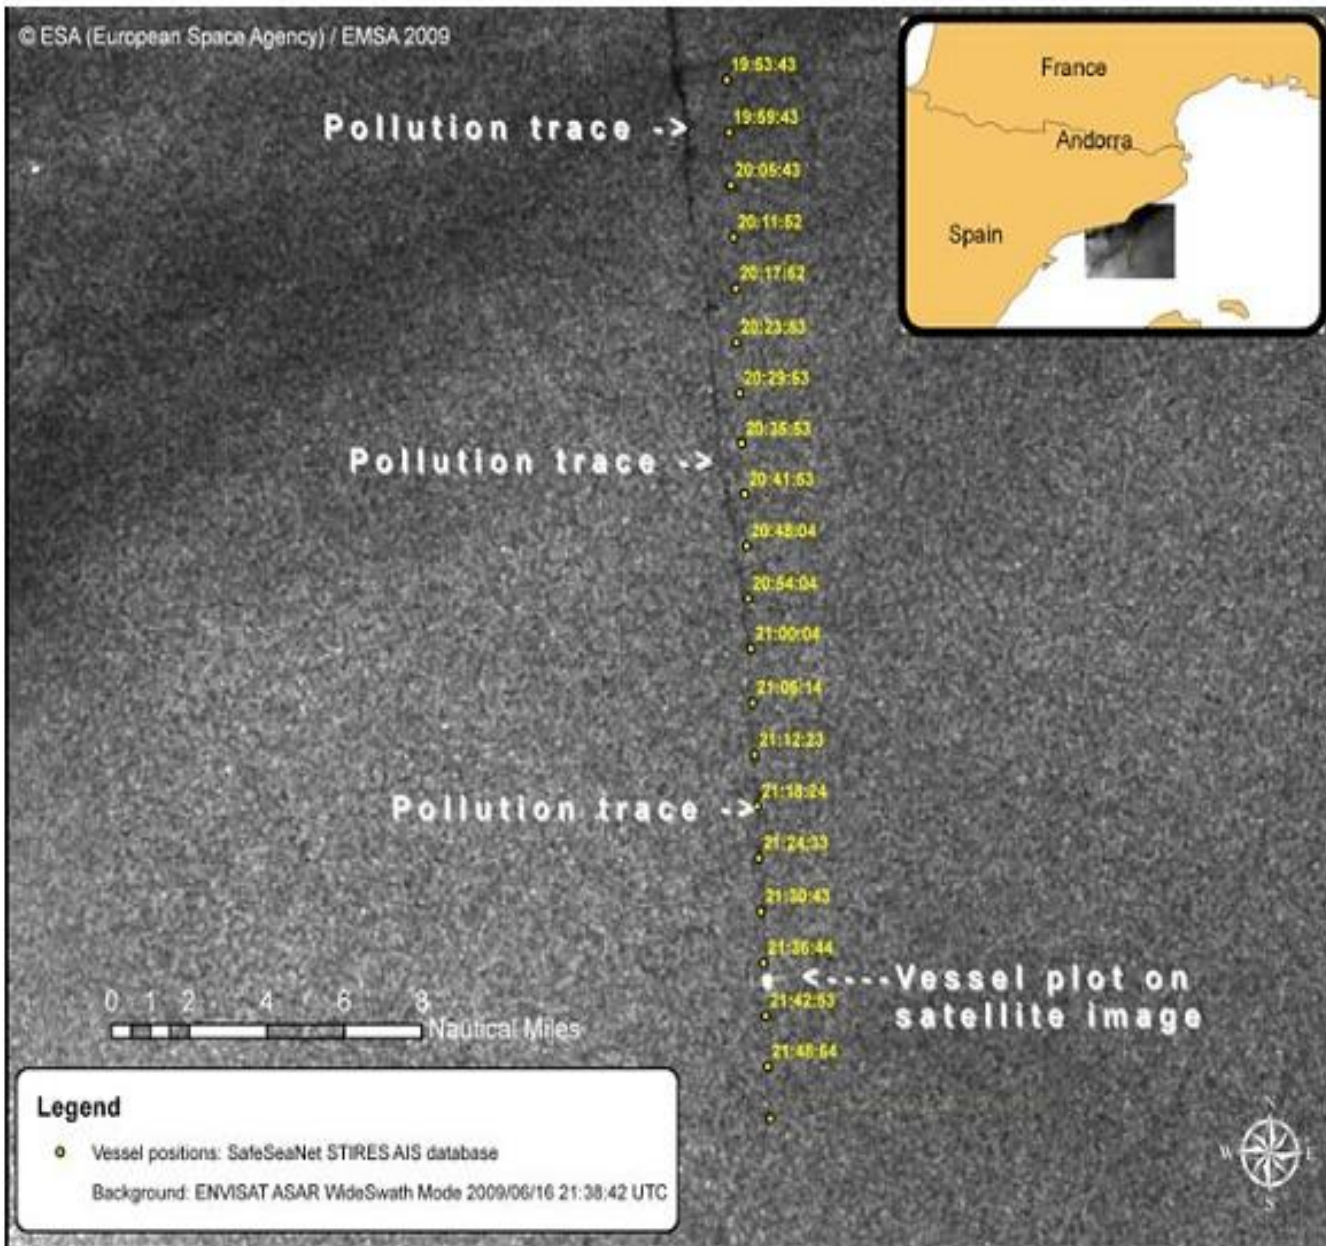 © ESA (European Space Agency) / EMSA 2009
France
Andorra
Spain
19:53:43
Pollution trace ->
19:59:43
20:05:43
20:11:52
20:17:52
20:23:53
20:29:53
20:35:53
Pollution trace ->
20:41:53
20:48:04
20:54:04
21:00:04
21:06:14
21:12:23
Pollution trace ->
21:18:24
21:24:33
21:30:43
21:36:44
<----Vessel plot on
satellite image
21:42:53
21:48:54
0 1 2 4 6 8
Nautical Miles
Legend
Vessel positions: SafeSeaNet STIRES AIS database
Background: ENVISAT ASAR WideSwath Mode 2009/06/16 21:38:42 UTC
N
W E
S